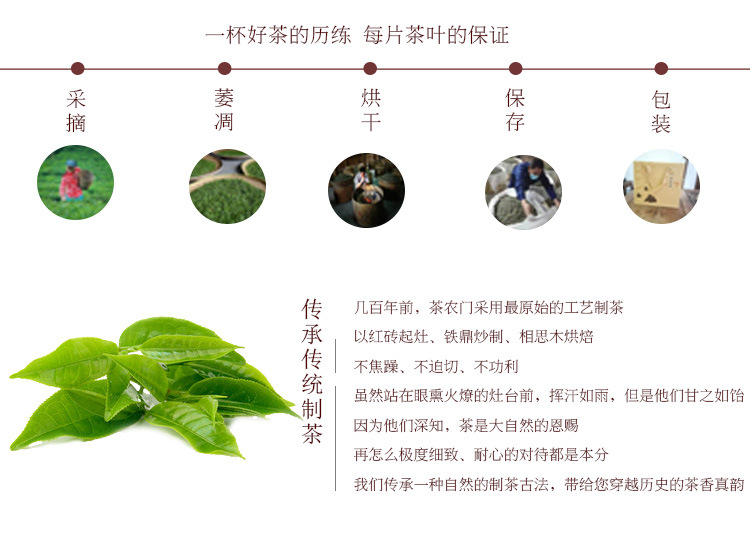 一杯好茶的历练 每片茶叶的保证
采摘
萎凋
烘干
保存
包装
传承传统制茶
几百年前，茶农门采用最原始的工艺制茶
以红砖起灶、铁鼎炒制、相思木烘焙
不焦躁、不迫切、不功利
虽然站在眼熏火燎的灶台前，挥汗如雨，但是他们甘之如饴
因为他们深知，茶是大自然的恩赐
再怎么极度细致、耐心的对待都是本分
我们传承一种自然的制茶古法，带给您穿越历史的茶香真韵